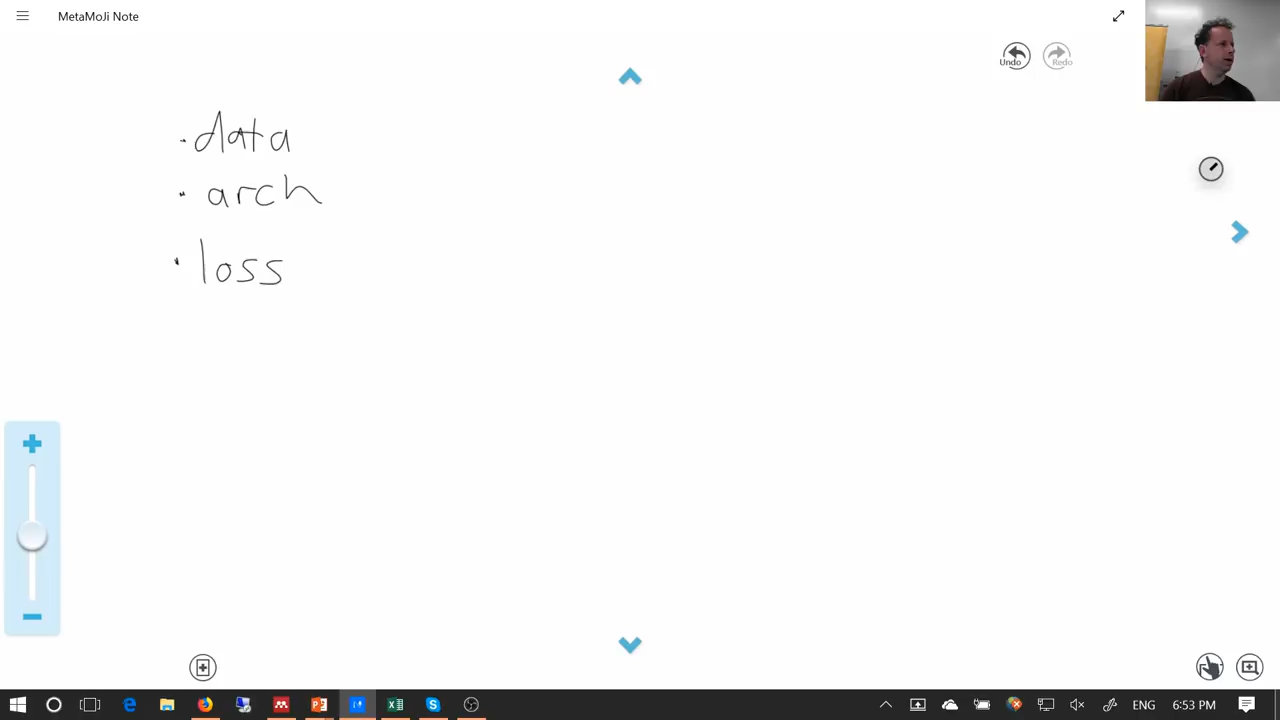 MetaMoJi Note
Undo
Redo
· data
· arch
· loss
ENG
6:53 PM